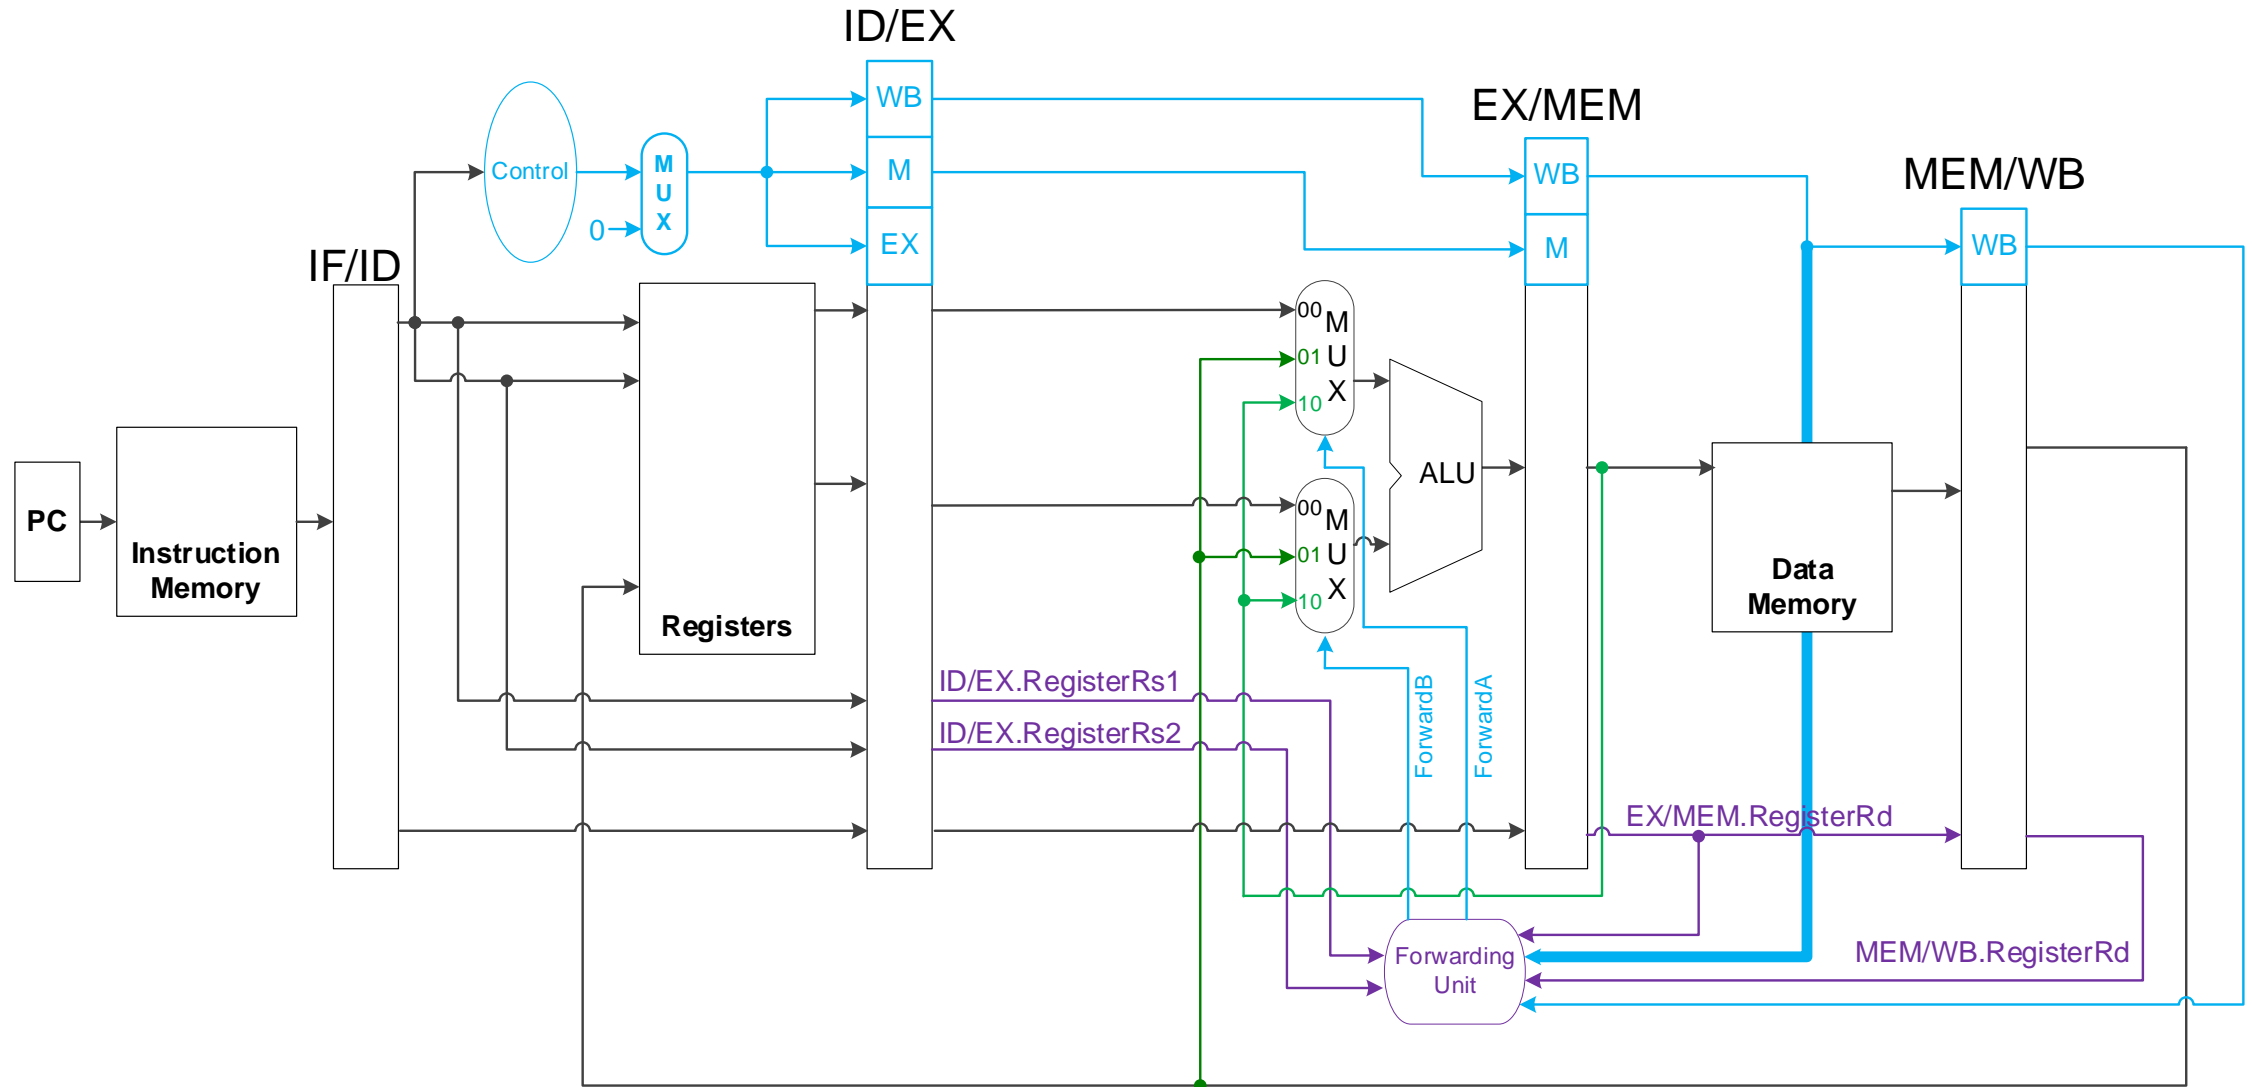 ID/EX
WB
EX/MEM
Control
M
U
X
M
WB
MEM/WB
0
EX
M
WB
IF/ID
00
M
01
U
10
X
ALU
00
M
01
U
10
X
PC
Instruction
Memory
Registers
Data
Memory
ID/EX.RegisterRs1
ID/EX.RegisterRs2
ForwardB
ForwardA
EX/MEM.RegisterRd
Forwarding
Unit
MEM/WB.RegisterRd